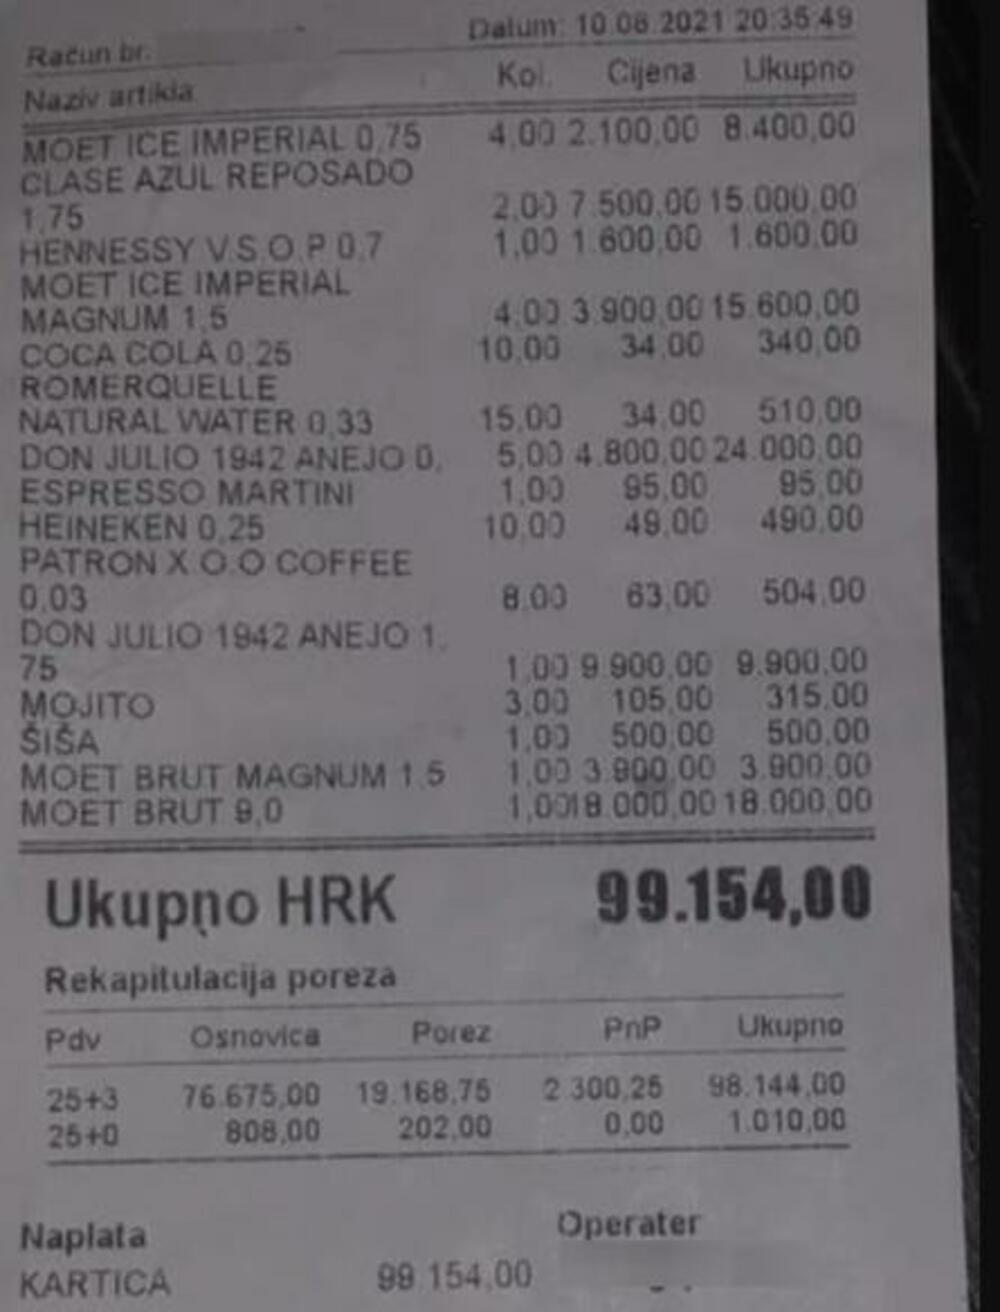 Datum: 10.08.2021 20:35:49
Račun br.
Naziv artikla Kol. Cijena Ukupno
MOET ICE IMPERIAL 0,75 4,00 2.100,00 8.400,00
CLASE AZUL REPOSADO
1,75 2,00 7.500,00 15.000,00
HENNESSY V.S.O.P 0,7 1,00 1.600,00 1.600,00
MOET ICE IMPERIAL
MAGNUM 1,5 4,00 3.900,00 15.600,00
COCA COLA 0,25 10,00 34,00 340,00
ROMERQUELLE
NATURAL WATER 0,33 15,00 34,00 510,00
DON JULIO 1942 ANEJO 0, 5,00 4.800,00 24.000,00
ESPRESSO MARTINI 1,00 95,00 95,00
HEINEKEN 0,25 10,00 49,00 490,00
PATRON X.O.O COFFEE
0,03 8,00 63,00 504,00
DON JULIO 1942 ANEJO 1,
75 1,00 9.900,00 9.900,00
MOJITO 3,00 105,00 315,00
ŠIŠA 1,00 500,00 500,00
MOET BRUT MAGNUM 1,5 1,00 3.900,00 3.900,00
MOET BRUT 9,0 1,00 18.000,00 18.000,00
Ukupno HRK 99.154,00
Rekapitulacija poreza
Pdv Osnovica Porez PnP Ukupno
25+3 76.675,00 19.168,75 2.300,25 98.144,00
25+0 808,00 202,00 0,00 1.010,00
Naplata Operater
KARTICA 99.154,00